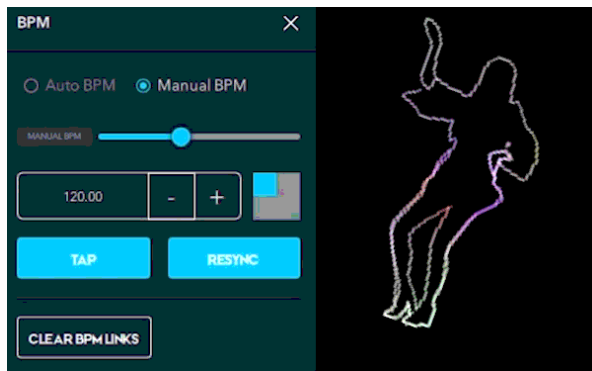 BPM
Auto BPM
Manual BPM
MANUAL BPM
120.00
-
+
TAP
RESYNC
CLEAR BPM LINKS